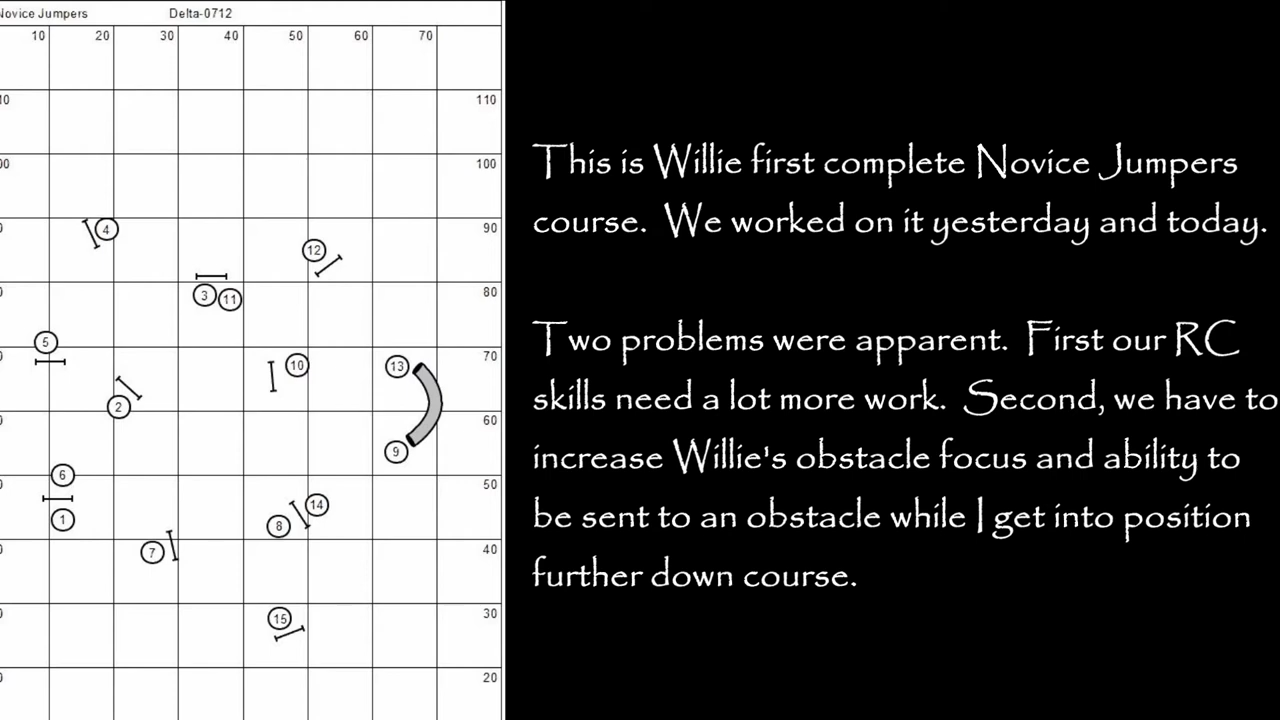 Novice Jumpers Delta-0712
10 20 30 40 50 60 70
10 110
00 100
4
90
12
3 11 80
5
10 13 70
2
9 60
6 50
14
1 8
7 40
15 30
20
This is Willie first complete Novice Jumpers
course. We worked on it yesterday and today.
Two problems were apparent. First our RC
skills need a lot more work. Second, we have to
increase Willie's obstacle focus and ability to
be sent to an obstacle while I get into position
further down course.